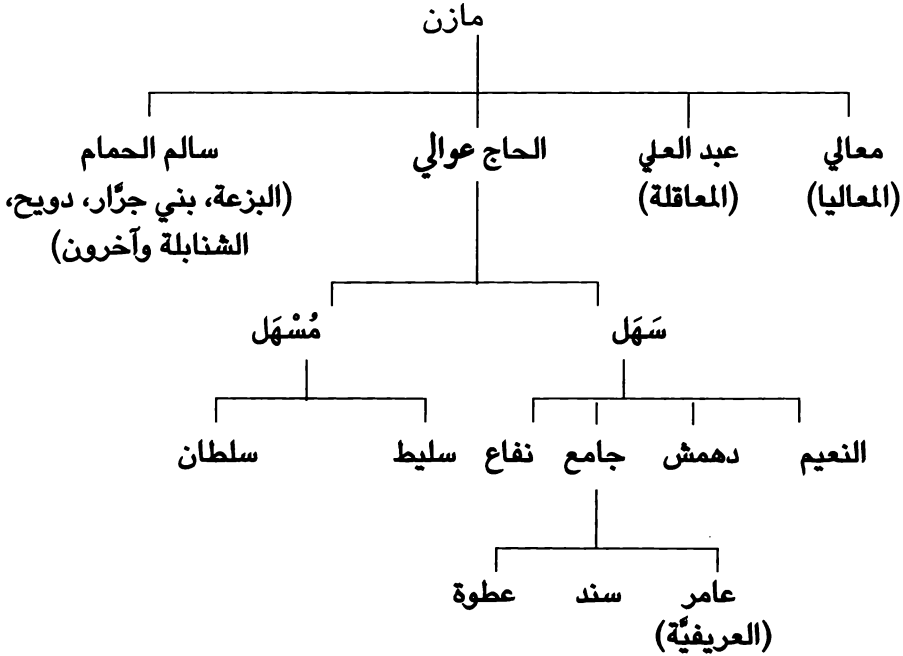 مازن
معالي عبد العلي الحاج عوالي سالم الحمام
(المعاليا) (المعاقلة) (البزعة، بني جرَّار، دويح،
الشنابلة وآخرون)
سَهَل مُسْهَل
النعيم دهمش جامع نفاع سليط سلطان
عامر سند عطوة
(العريفيَّة)